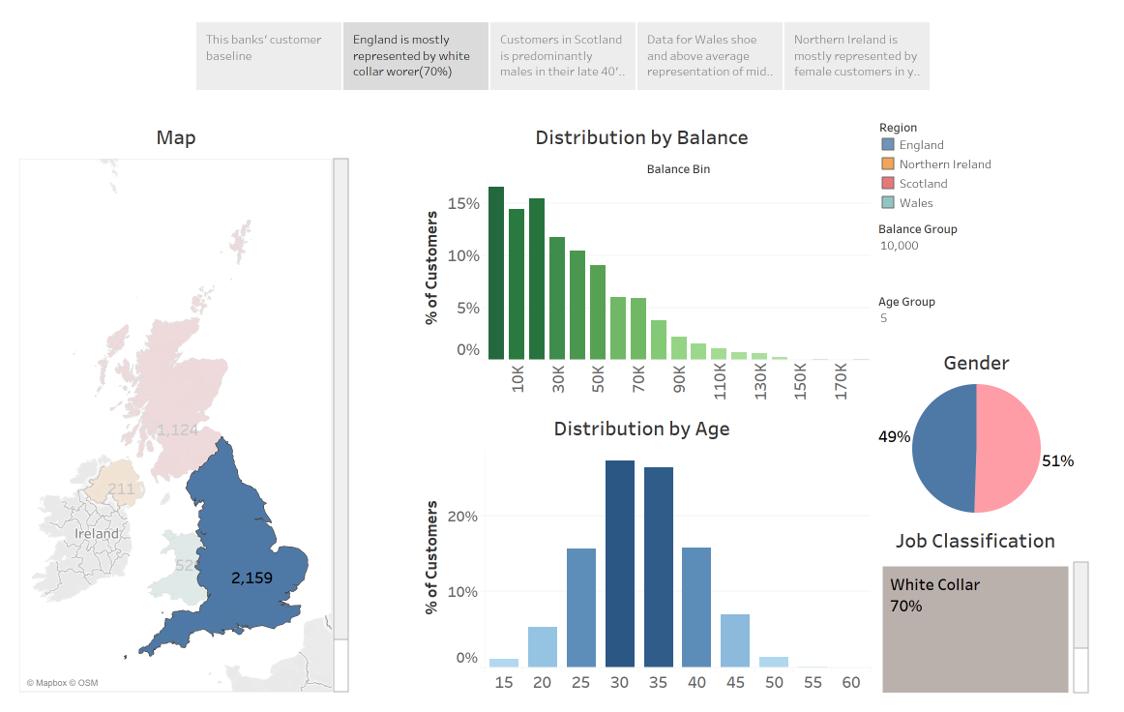 This banks' customer
baseline
England is mostly
represented by white
collar worer(70%)
Customers in Scotland
is predominantly
males in their late 40'..
Data for Wales shoe
and above average
representation of mid..
Northern Ireland is
mostly represented by
female customers in y..
Map
1,124
211
Ireland
52
2,159
© Mapbox © OSM
Distribution by Balance
Balance Bin
% of Customers
15%
10%
5%
0%
10K 30K 50K 70K 90K 110K 130K 150K 170K
Distribution by Age
% of Customers
20%
10%
0%
15 20 25 30 35 40 45 50 55 60
Region
England
Northern Ireland
Scotland
Wales
Balance Group
10,000
Age Group
5
Gender
49%
51%
Job Classification
White Collar
70%